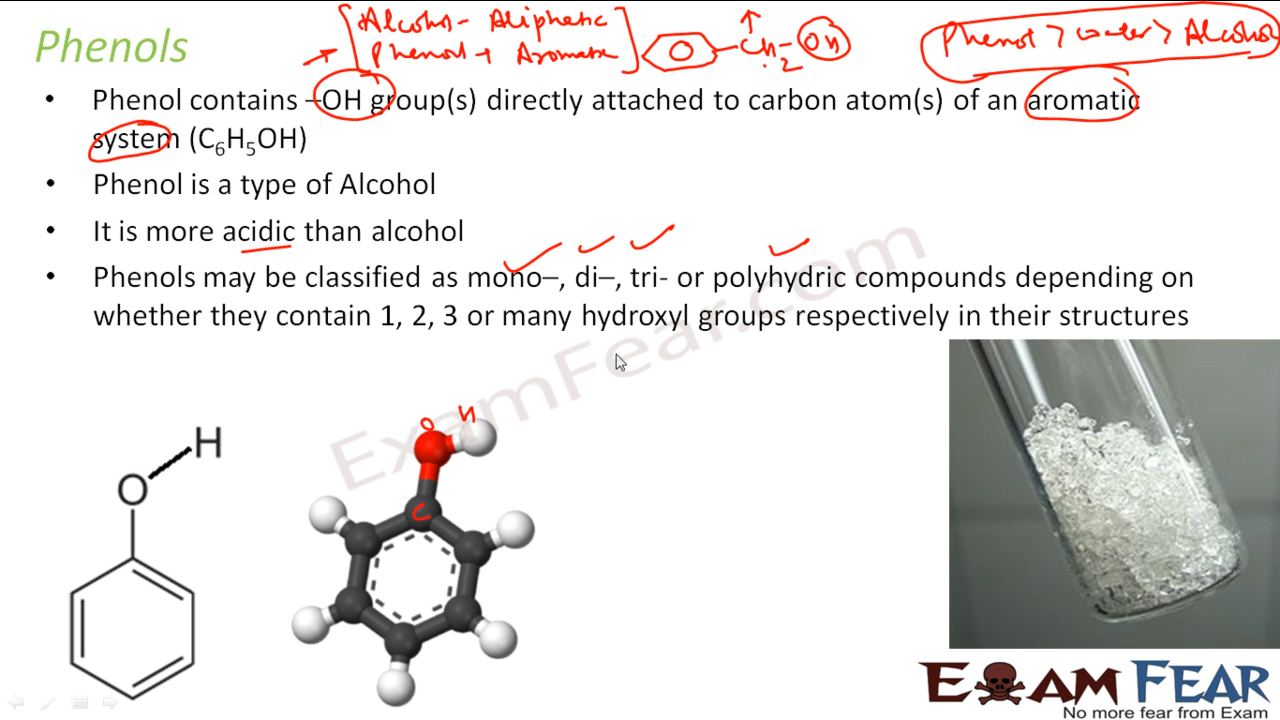 Phenols
Alcohol - Aliphatic
Phenol → Aromatic
CH2 - OH
Phenol > water > Alcohol
• Phenol contains –OH group(s) directly attached to carbon atom(s) of an aromatic
system (C₆H₅OH)
• Phenol is a type of Alcohol
• It is more acidic than alcohol
• Phenols may be classified as mono–, di–, tri- or polyhydric compounds depending on
whether they contain 1, 2, 3 or many hydroxyl groups respectively in their structures
ExamFear.com
H
O
O H
C
EXAM FEAR
No more fear from Exam